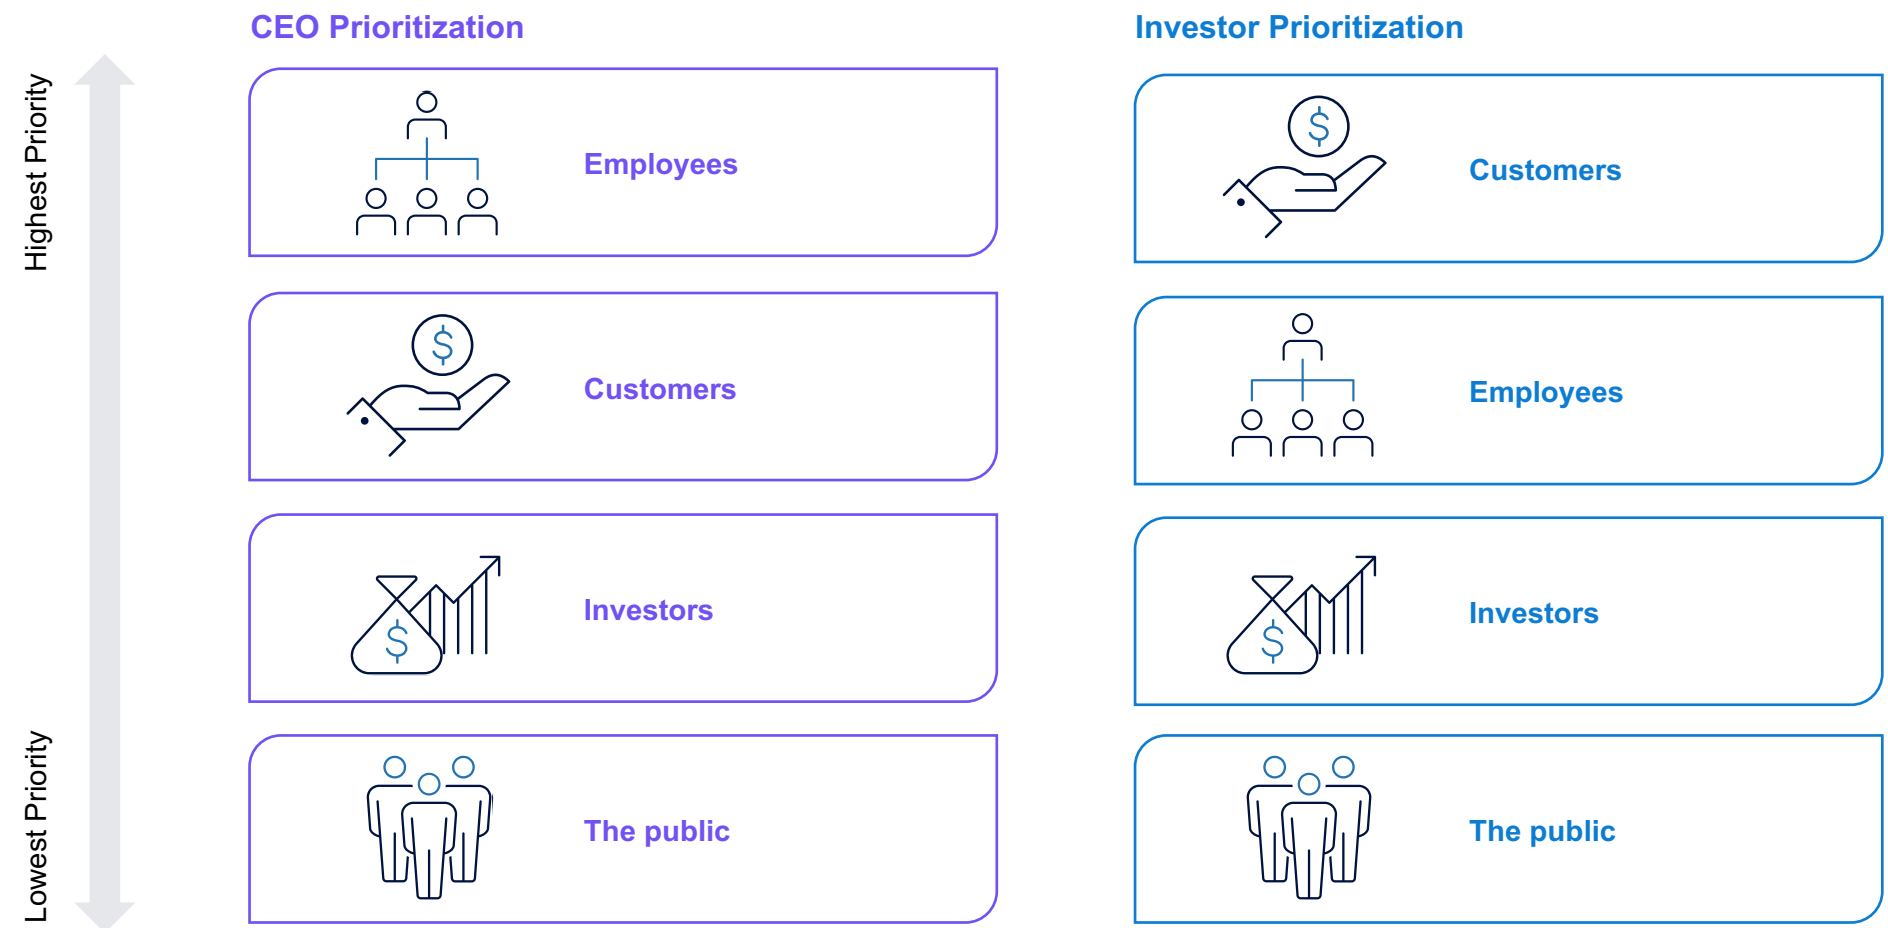 CEO Prioritization
Investor Prioritization
Highest Priority
Lowest Priority
Employees
Customers
Investors
The public
Customers
Employees
Investors
The public
$
$
$
$